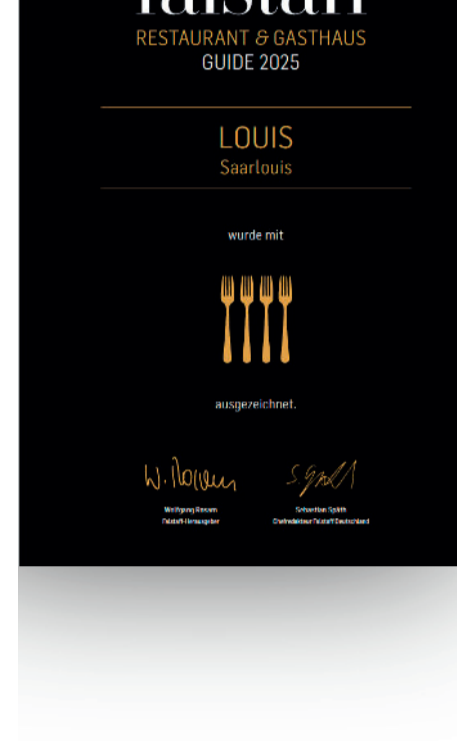 falstaff
RESTAURANT & GASTHAUS
GUIDE 2025
LOUIS
Saarlouis
wurde mit
ausgezeichnet.
Wolfgang Rosam
Falstaff-Herausgeber
Sebastian Späth
Chefredakteur Falstaff Deutschland